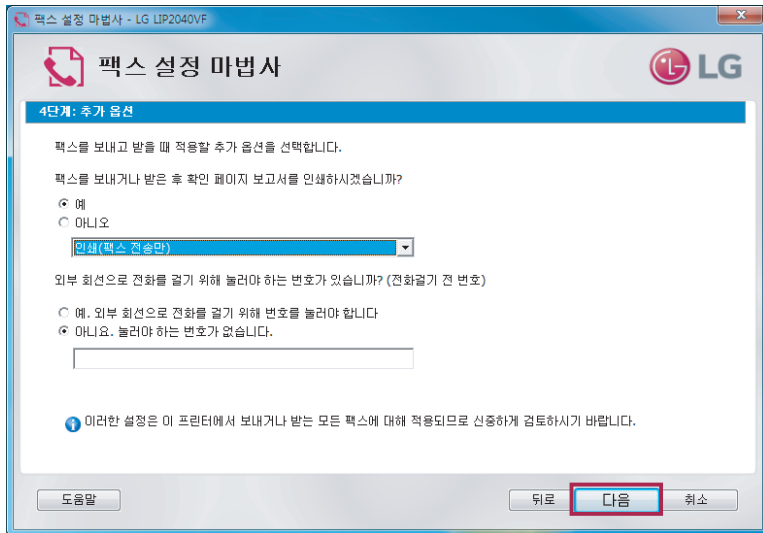 팩스 설정 마법사 - LG LIP2040VF
팩스 설정 마법사
LG
4단계: 추가 옵션
팩스를 보내고 받을 때 적용할 추가 옵션을 선택합니다.
팩스를 보내거나 받은 후 확인 페이지 보고서를 인쇄하시겠습니까?
예
아니오
인쇄(팩스 전송만)
외부 회선으로 전화를 걸기 위해 눌러야 하는 번호가 있습니까? (전화걸기 전 번호)
예. 외부 회선으로 전화를 걸기 위해 번호를 눌러야 합니다
아니요. 눌러야 하는 번호가 없습니다.
이러한 설정은 이 프린터에서 보내거나 받는 모든 팩스에 대해 적용되므로 신중하게 검토하시기 바랍니다.
도움말 뒤로 다음 취소